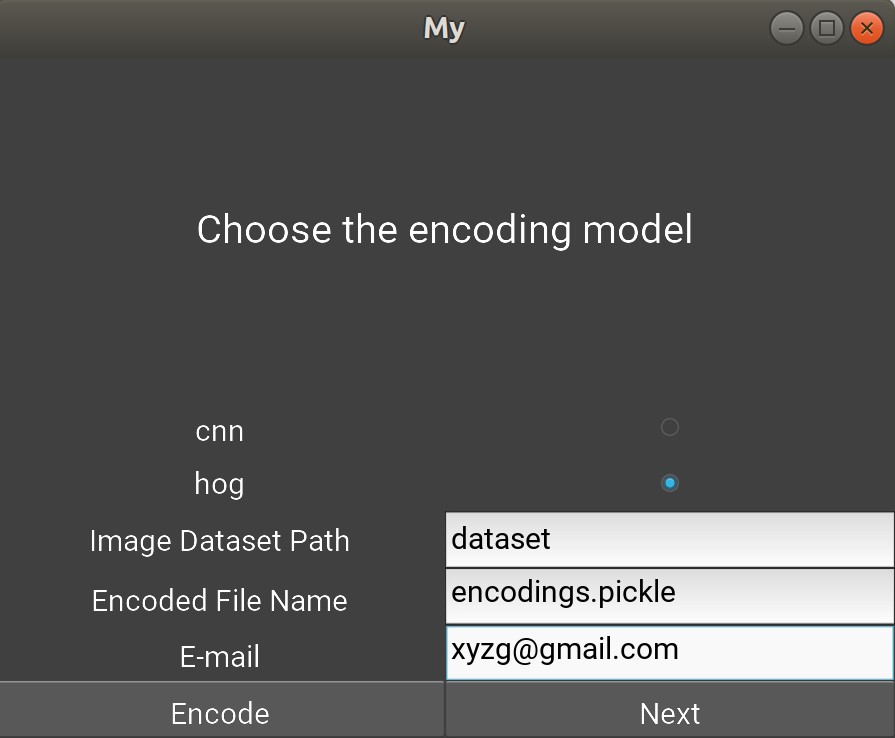 My
Choose the encoding model
cnn
hog
Image Dataset Path dataset
Encoded File Name encodings.pickle
E-mail xyzg@gmail.com
Encode Next